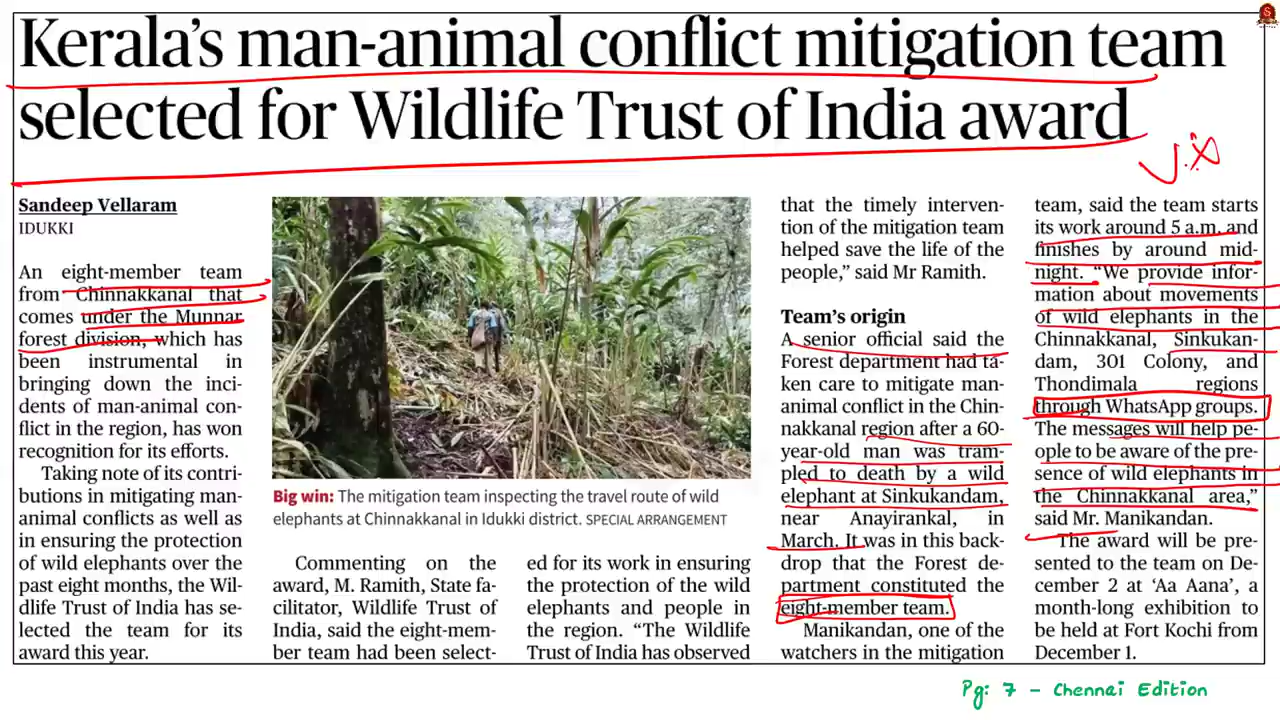 Kerala's man-animal conflict mitigation team
selected for Wildlife Trust of India award
Sandeep Vellaram
IDUKKI
An eight-member team
from Chinnakkanal that
comes under the Munnar
forest division, which has
been instrumental in
bringing down the inci-
dents of man-animal con-
flict in the region, has won
recognition for its efforts.
Taking note of its contri-
butions in mitigating man-
animal conflicts as well as
in ensuring the protection
of wild elephants over the
past eight months, the Wil-
dlife Trust of India has se-
lected the team for its
award this year.
Big win: The mitigation team inspecting the travel route of wild
elephants at Chinnakkanal in Idukki district. SPECIAL ARRANGEMENT
Commenting on the
award, M. Ramith, State fa-
cilitator, Wildlife Trust of
India, said the eight-mem-
ber team had been select-
ed for its work in ensuring
the protection of the wild
elephants and people in
the region. “The Wildlife
Trust of India has observed
that the timely interven-
tion of the mitigation team
helped save the life of the
people,” said Mr Ramith.
Team's origin
A senior official said the
Forest department had ta-
ken care to mitigate man-
animal conflict in the Chin-
nakkanal region after a 60-
year-old man was tram-
pled to death by a wild
elephant at Sinkukandam,
near Anayirankal, in
March. It was in this back-
drop that the Forest de-
partment constituted the
eight-member team.
Manikandan, one of the
watchers in the mitigation
team, said the team starts
its work around 5 a.m. and
finishes by around mid-
night. “We provide infor-
mation about movements
of wild elephants in the
Chinnakkanal, Sinkukan-
dam, 301 Colony, and
Thondimala regions
through WhatsApp groups.
The messages will help pe-
ople to be aware of the pre-
sence of wild elephants in
the Chinnakkanal area,”
said Mr. Manikandan.
The award will be pre-
sented to the team on De-
cember 2 at ‘Aa Aana’, a
month-long exhibition to
be held at Fort Kochi from
December 1.
Pg: 7 - Chennai Edition